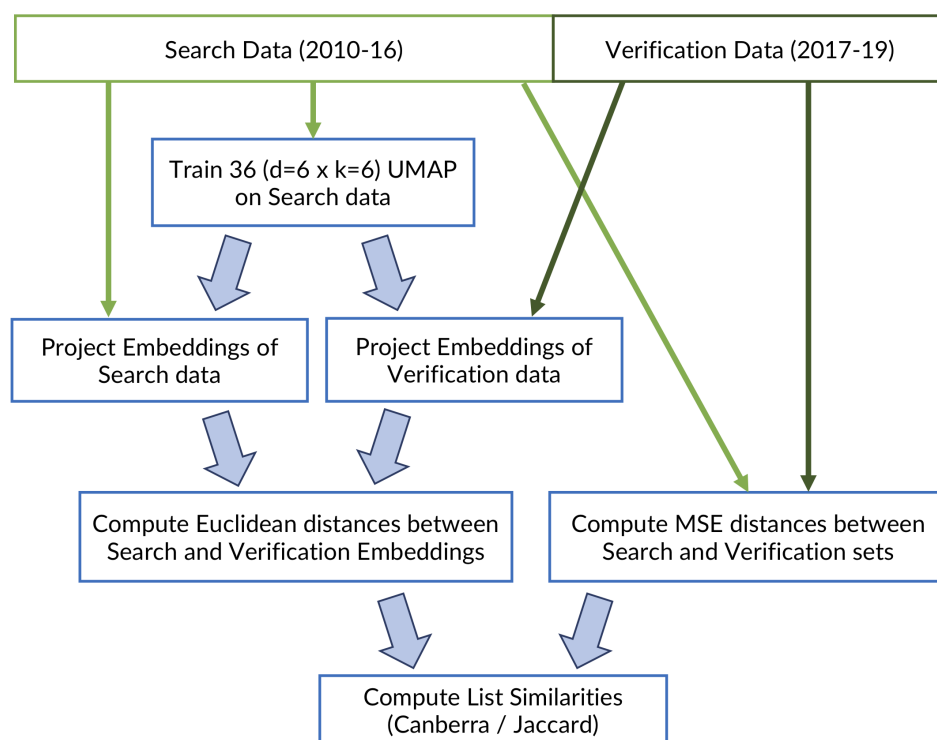 Search Data (2010-16)
Verification Data (2017-19)
Train 36 (d=6 x k=6) UMAP
on Search data
Project Embeddings of
Search data
Project Embeddings of
Verification data
Compute Euclidean distances between
Search and Verification Embeddings
Compute MSE distances between
Search and Verification sets
Compute List Similarities
(Canberra / Jaccard)